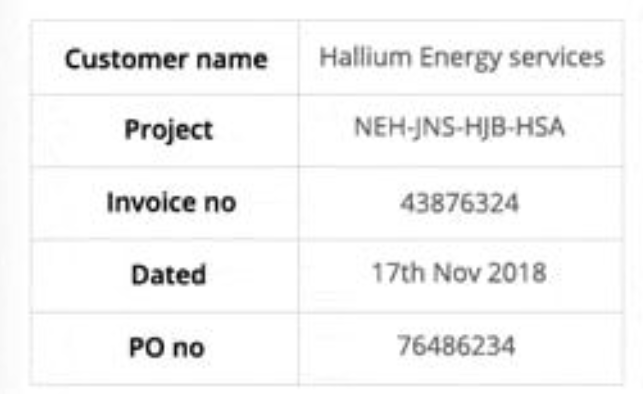 Customer name Hallium Energy services
Project NEH-JNS-HJB-HSA
Invoice no 43876324
Dated 17th Nov 2018
PO no 76486234